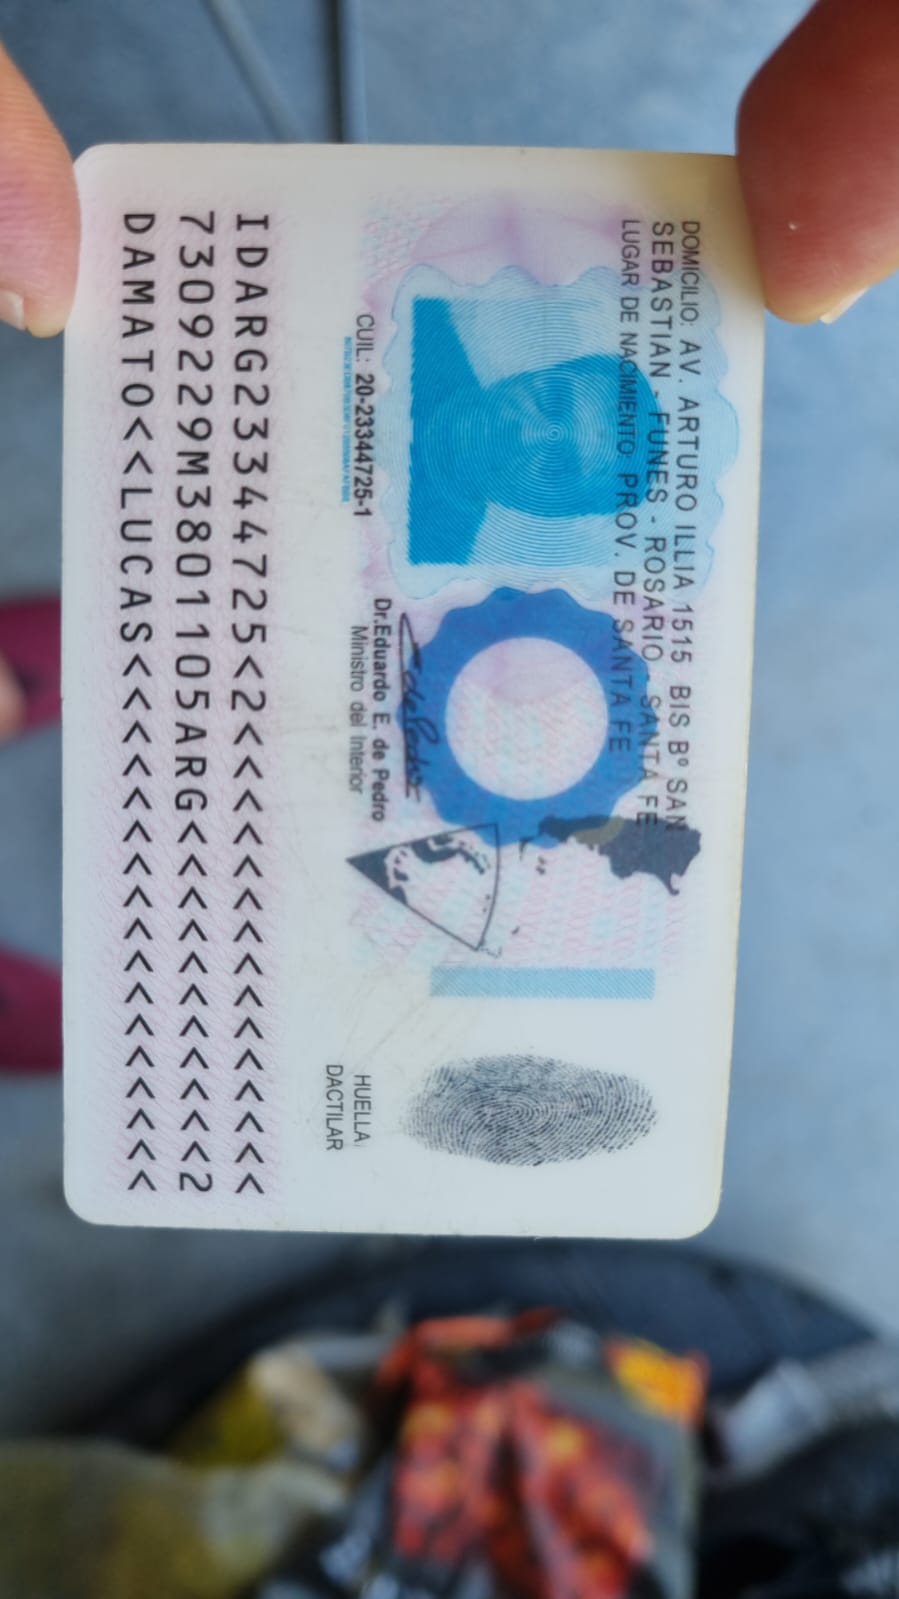 DOMICILIO: AV. ARTURO ILLIA 1515 BIS Bº SAN
SEBASTIAN - FUNES - ROSARIO - SANTA FE
LUGAR DE NACIMIENTO: PROV. DE SANTA FE
CUIL: 20-23344725-1
Dr. Eduardo E. de Pedro
Ministro del Interior
HUELLA
DACTILAR
IDARG23344725<2<<<<<<<<<<<<<<<
7309229M3801105ARG<<<<<<<<<<<2
DAMATO<<LUCAS<<<<<<<<<<<<<<<<<